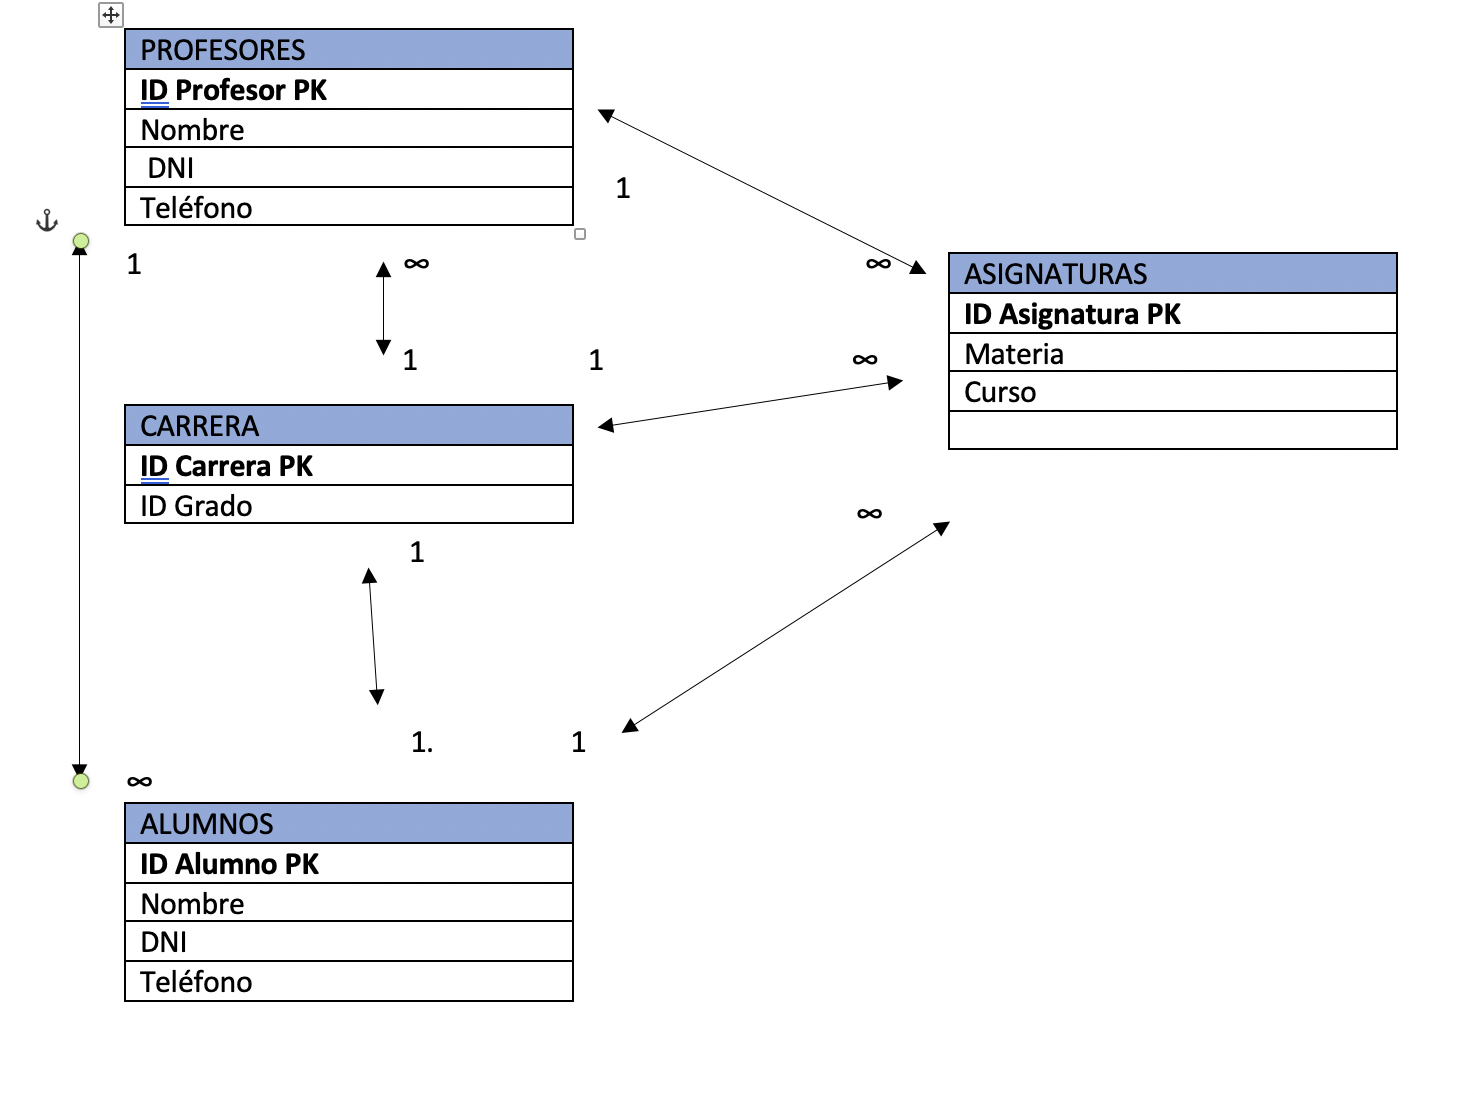 PROFESORES
ID Profesor PK
Nombre
DNI
Teléfono
1
1
∞
∞
ASIGNATURAS
ID Asignatura PK
Materia
Curso
1
1
∞
CARRERA
ID Carrera PK
ID Grado
∞
1
1.
1
∞
ALUMNOS
ID Alumno PK
Nombre
DNI
Teléfono